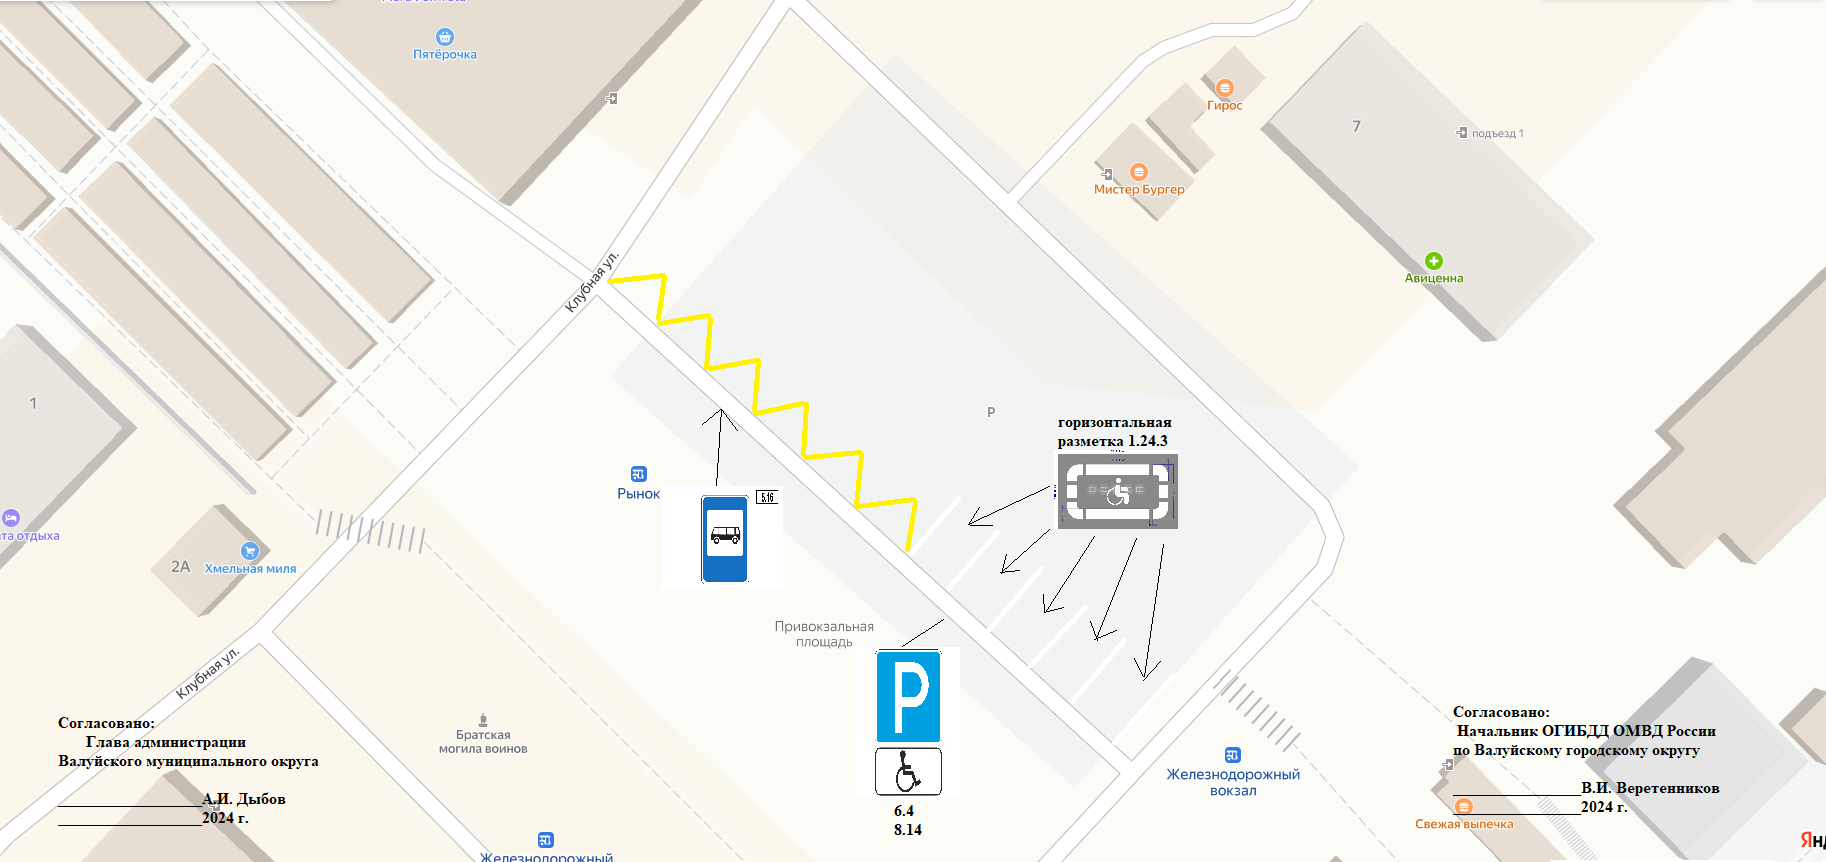 Пятёрочка
Гирос
7
подъезд 1
Мистер Бургер
Авиценна
Клубная ул.
1
P
горизонтальная
разметка 1.24.3
Рынок
5.16
та отдыха
2А
Хмельная миля
Привокзальная
площадь
Клубная ул.
P
6.4
8.14
Братская
могила воинов
Согласовано:
Глава администрации
Валуйского муниципального округа
А.И. Дыбов
2024 г.
Железнодорожный
вокзал
Железнодорожный
Согласовано:
Начальник ОГИБДД ОМВД России
по Валуйскому городскому округу
В.И. Веретенников
2024 г.
Свежая выпечка
Янд